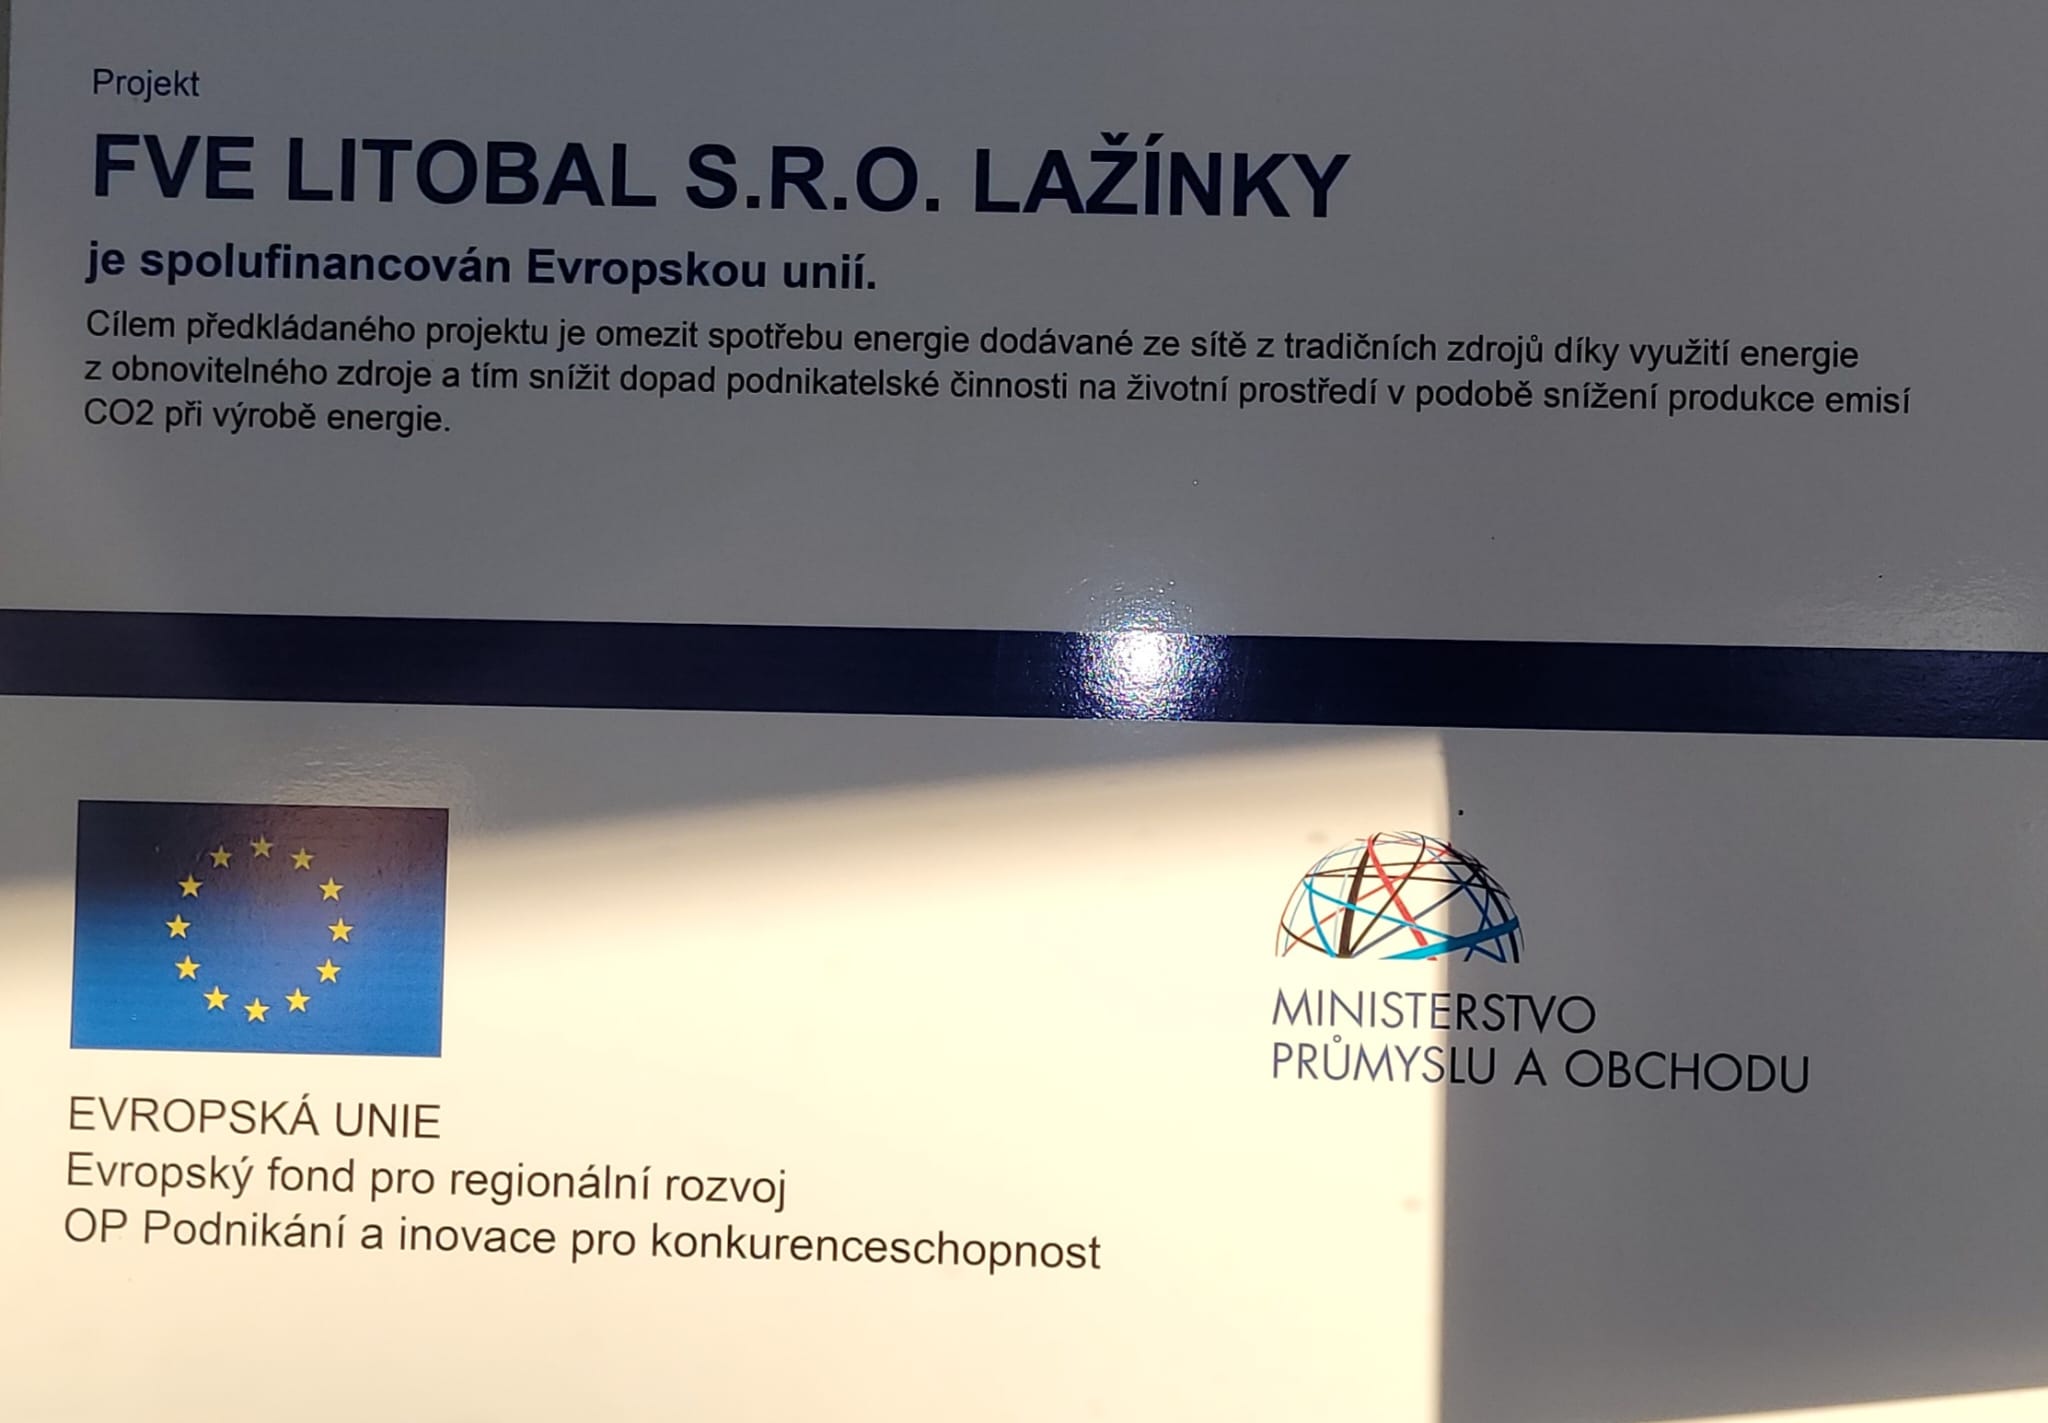 Projekt
FVE LITOBAL S.R.O. LAŽÍNKY
je spolufinancován Evropskou unií.
Cílem předkládaného projektu je omezit spotřebu energie dodávané ze sítě z tradičních zdrojů díky využití energie
z obnovitelného zdroje a tím snížit dopad podnikatelské činnosti na životní prostředí v podobě snížení produkce emisí
CO2 při výrobě energie.
EVROPSKÁ UNIE
Evropský fond pro regionální rozvoj
OP Podnikání a inovace pro konkurenceschopnost
MINISTERSTVO
PRŮMYSLU A OBCHODU